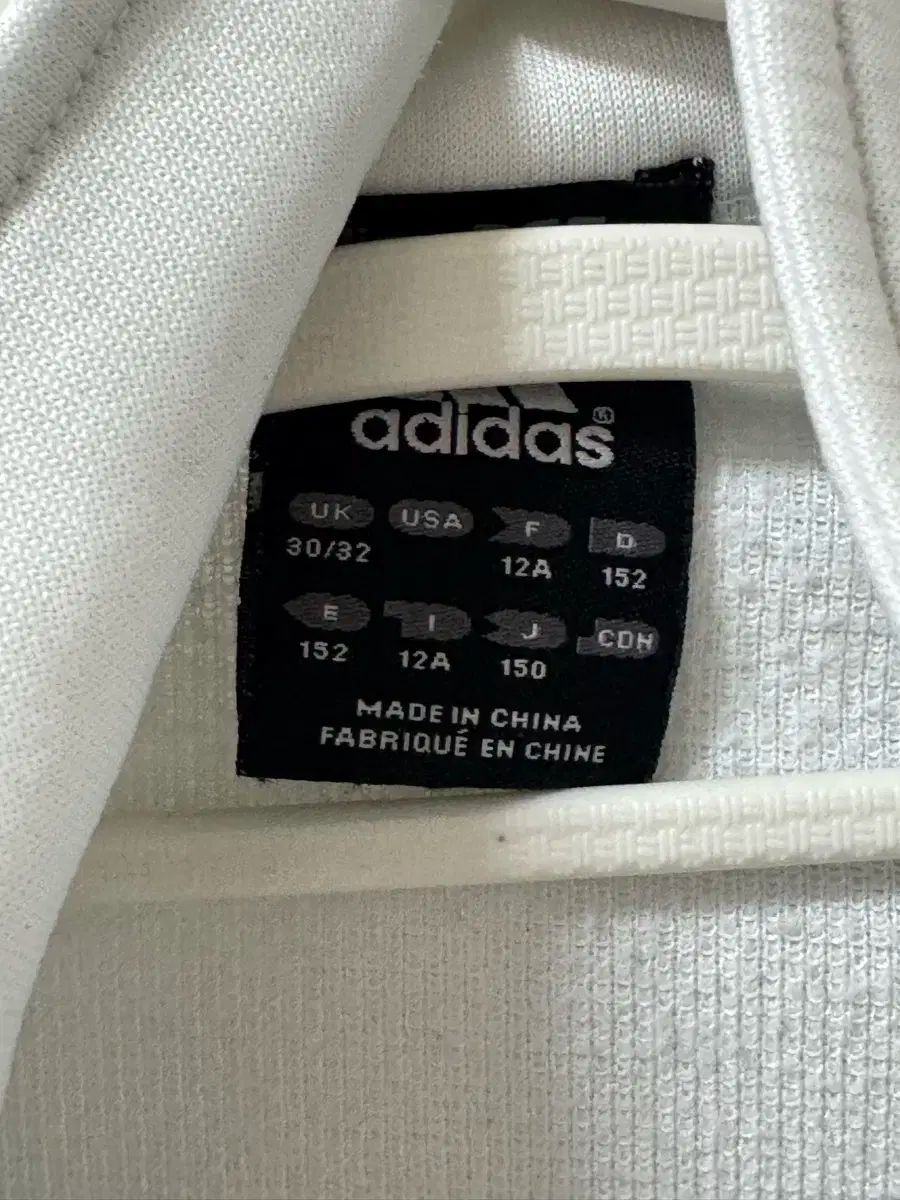 adidas®
UK USA F D
30/32 12A 152
E I J CDN
152 12A 150
MADE IN CHINA
FABRIQUÉ EN CHINE